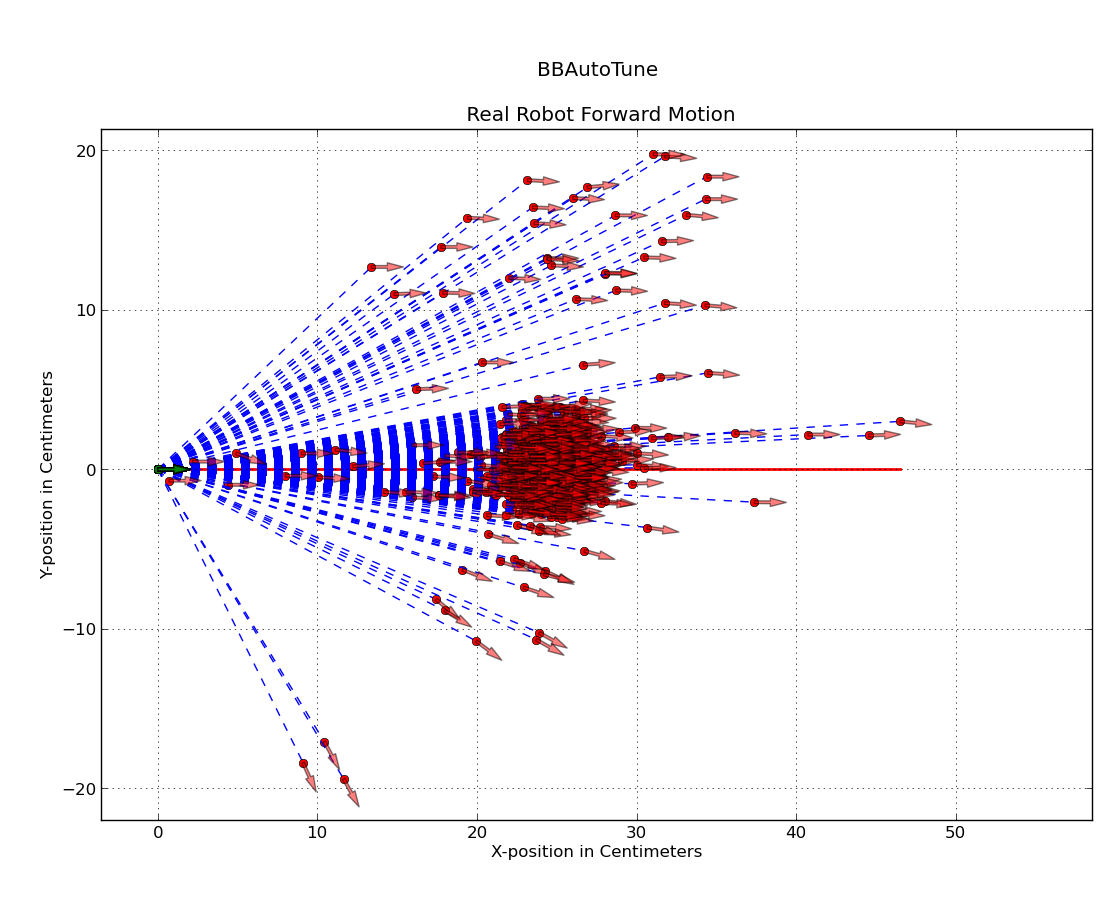 BBAutoTune
Real Robot Forward Motion
20
10
0
−10
−20
Y-position in Centimeters
0 10 20 30 40 50
X-position in Centimeters